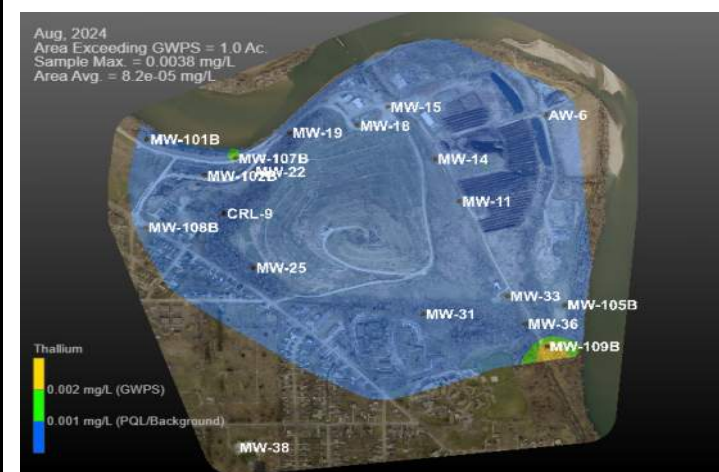 Aug, 2024
Area Exceeding GWPS = 1.0 Ac.
Sample Max. = 0.0038 mg/L
Area Avg. = 8.2e-05 mg/L
MW-15
AW-6
MW-18
MW-19
MW-101B
MW-107B
MW-14
MW-22
MW-102B
MW-11
CRL-9
MW-108B
MW-25
MW-33
MW-105B
MW-31
MW-36
MW-109B
Thallium
0.002 mg/L (GWPS)
0.001 mg/L (PQL/Background)
MW-38